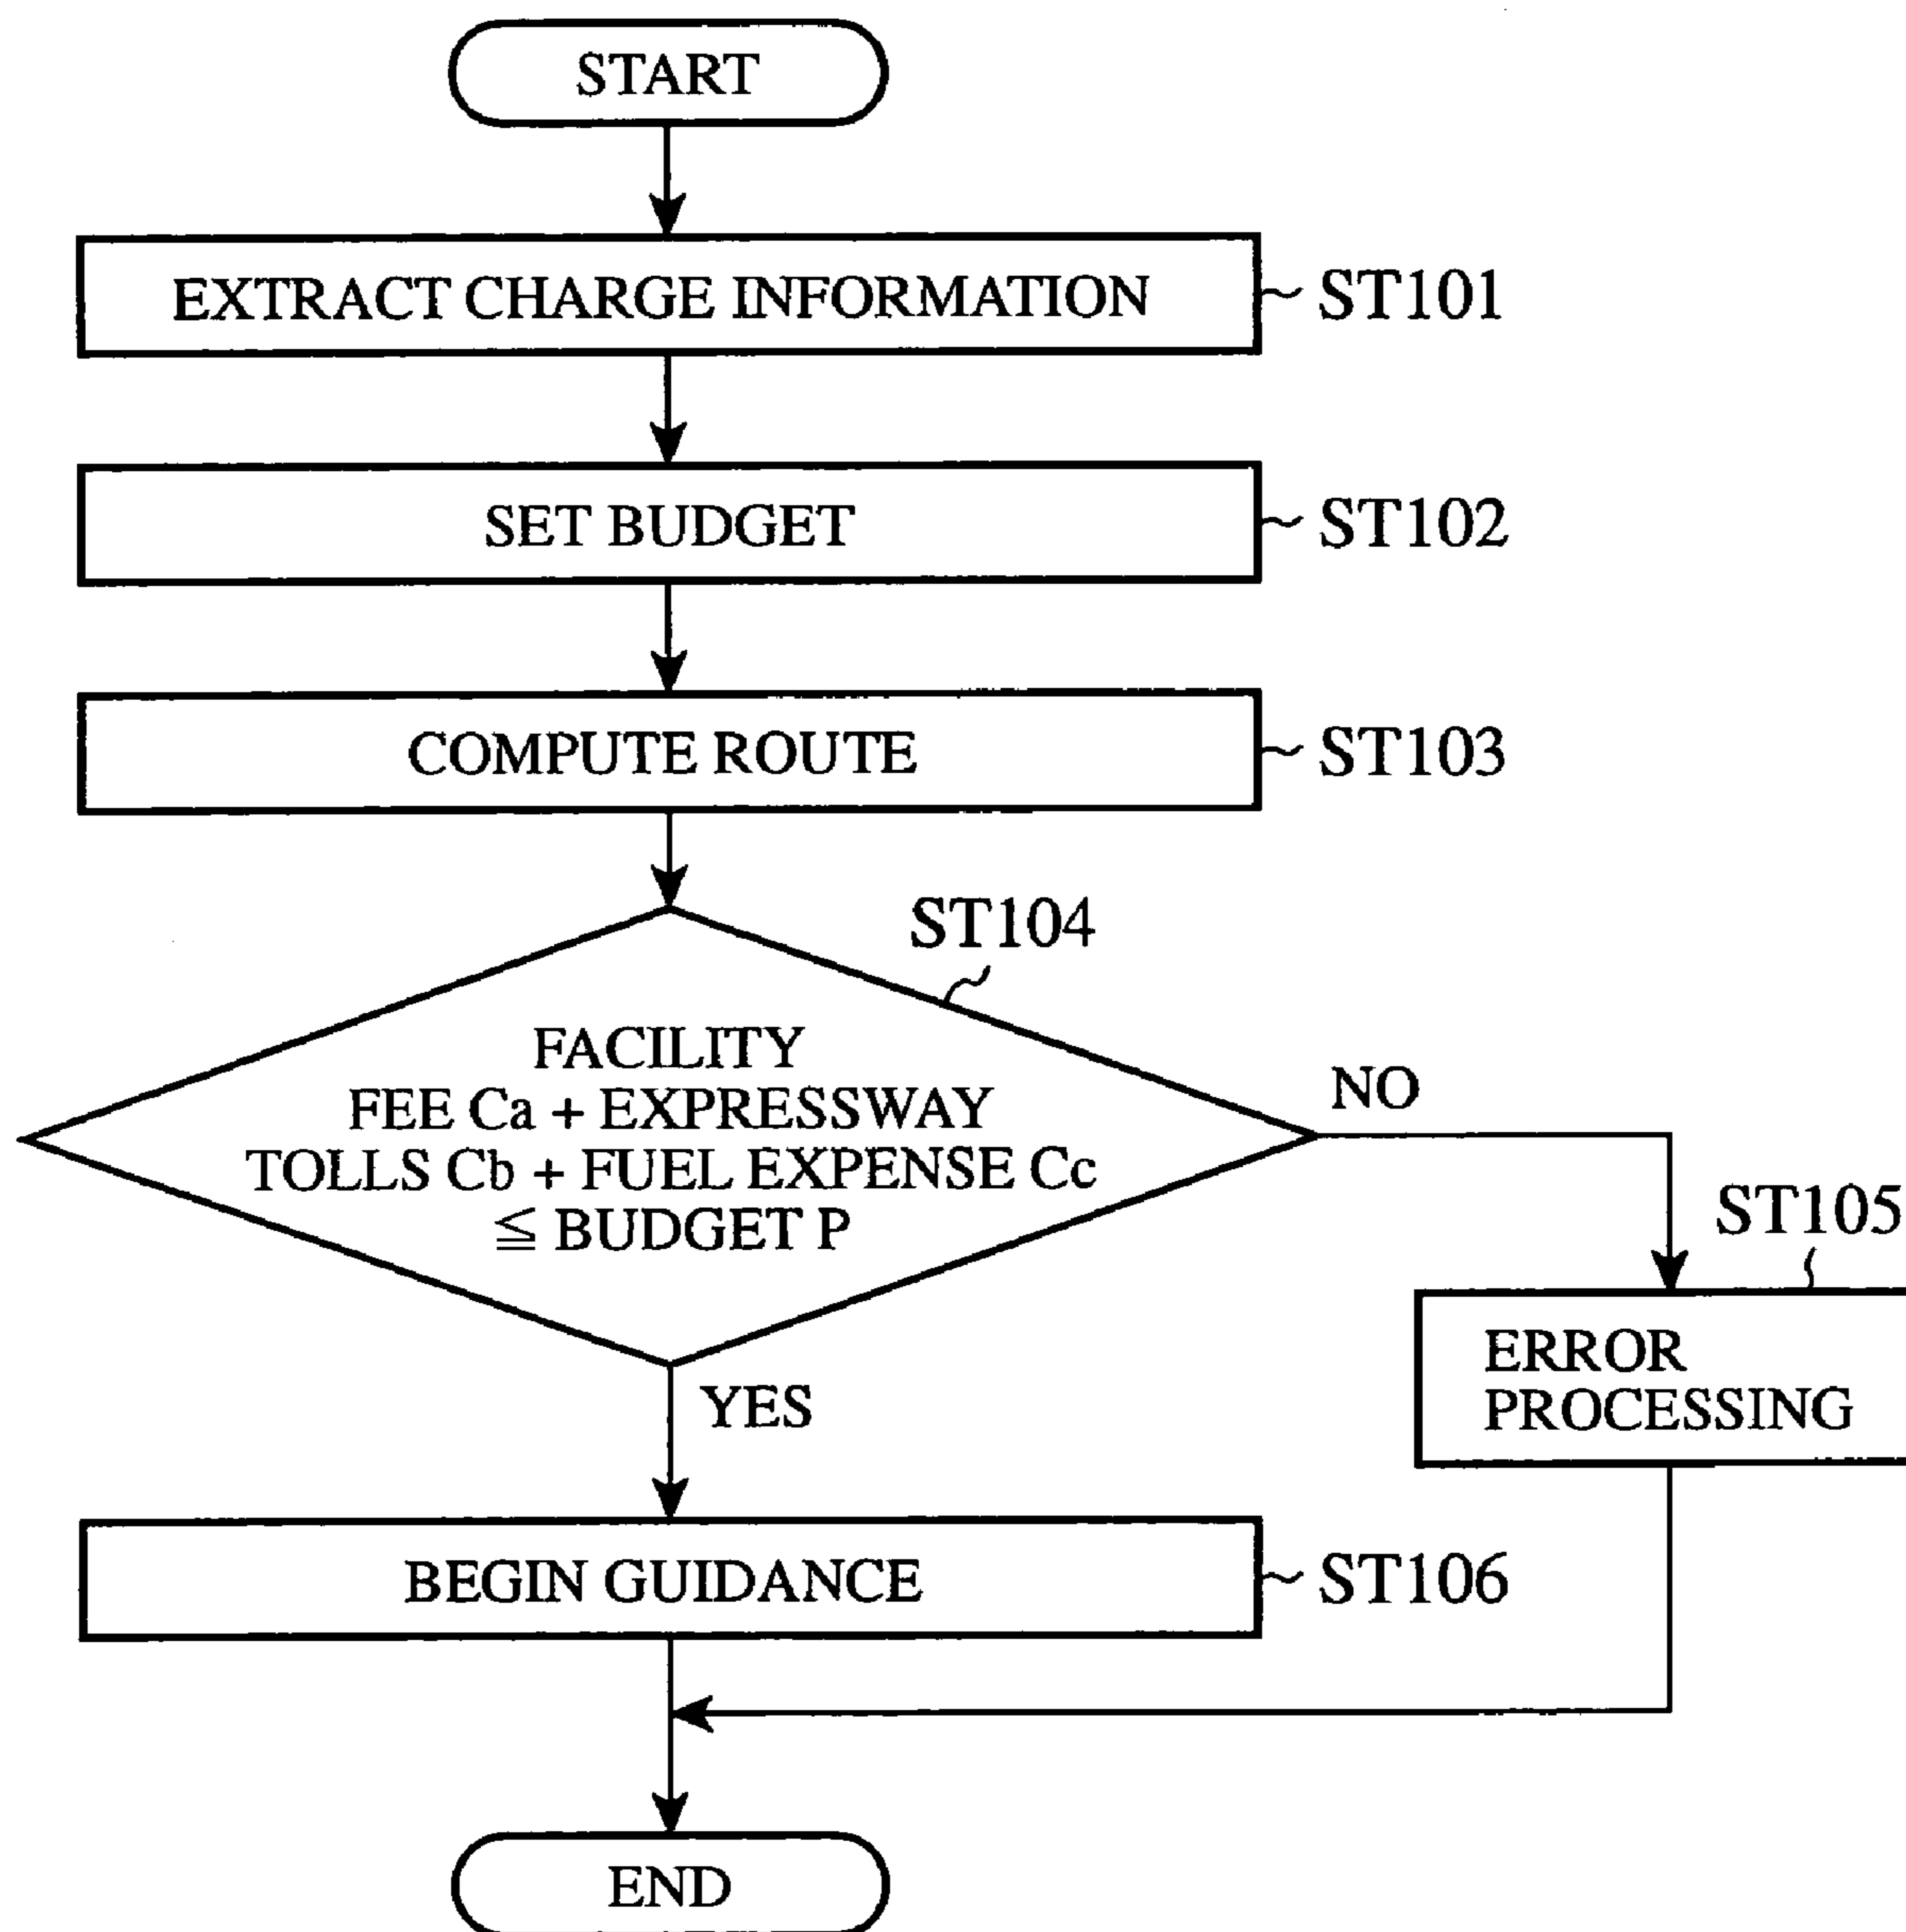 START
EXTRACT CHARGE INFORMATION
ST101
SET BUDGET
ST102
COMPUTE ROUTE
ST103
ST104
FACILITY
FEE Ca + EXPRESSWAY
TOLLS Cb + FUEL EXPENSE Cc
≦ BUDGET P
NO
ST105
ERROR
PROCESSING
YES
BEGIN GUIDANCE
ST106
END